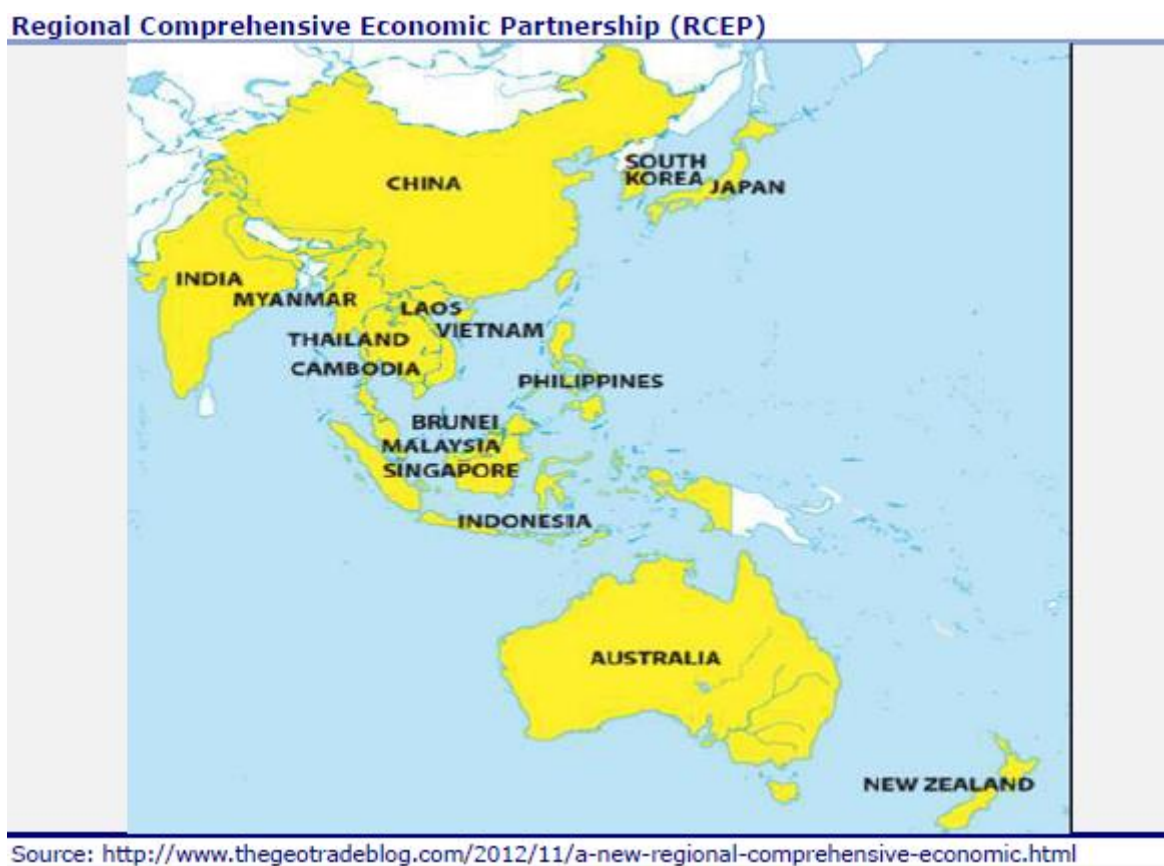 Regional Comprehensive Economic Partnership (RCEP)
CHINA
SOUTH
KOREA
JAPAN
INDIA
MYANMAR
LAOS
VIETNAM
THAILAND
CAMBODIA
PHILIPPINES
BRUNEI
MALAYSIA
SINGAPORE
INDONESIA
AUSTRALIA
NEW ZEALAND
Source: http://www.thegeotradeblog.com/2012/11/a-new-regional-comprehensive-economic.html